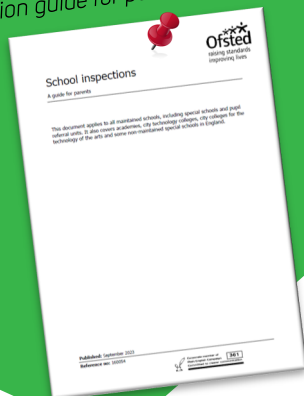 ion guide for p
Ofsted
raising standards
improving lives
School inspections
A guide for parents
This document applies to all maintained schools, including special schools and pupil
referral units. It also covers academies, city technology colleges, city colleges for the
technology of the arts and some non-maintained special schools in England.
Published: September 2023
Reference no: